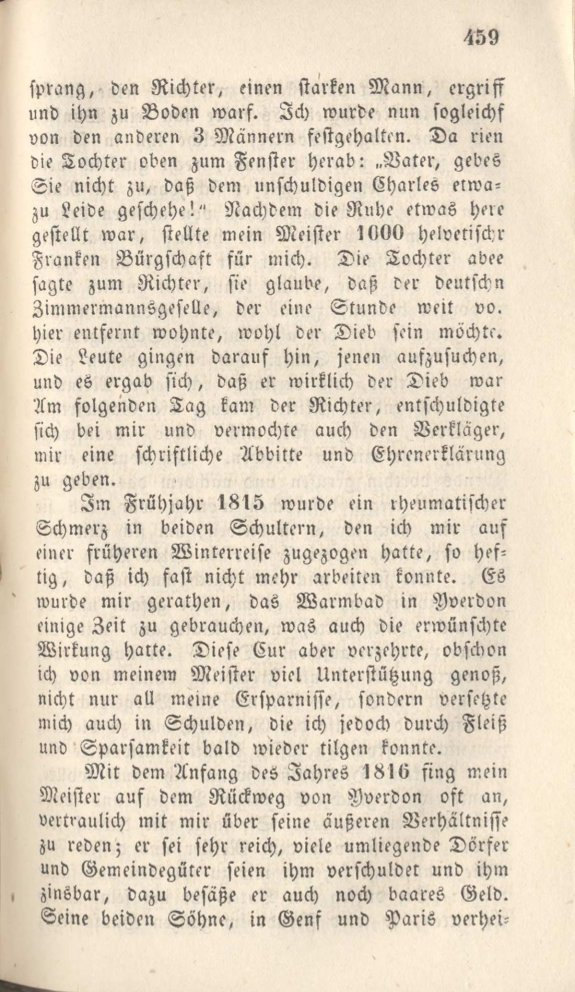 459
sprang, den Richter, einen starken Mann, ergriff
und ihn zu Boden warf. Ich wurde nun sogleichf
von den anderen 3 Männern festgehalten. Da rien
die Tochter oben zum Fenster herab: „Vater, gebes
Sie nicht zu, daß dem unschuldigen Charles etwa-
zu Leide geschehe!“ Nachdem die Ruhe etwas here
gestellt war, stellte mein Meister 1600 helvetischr
Franken Bürgschaft für mich. Die Tochter abee
sagte zum Richter, sie glaube, daß der deutschn
Zimmermannsgeselle, der eine Stunde weit vo.
hier entfernt wohnte, wohl der Dieb sein möchte.
Die Leute gingen darauf hin, jenen aufzusuchen,
und es ergab sich, daß er wirklich der Dieb war
Am folgenden Tag kam der Richter, entschuldigte
sich bei mir und vermochte auch den Verkläger,
mir eine schriftliche Abbitte und Ehrenerklärung
zu geben.
Im Frühjahr 1815 wurde ein rheumatischer
Schmerz in beiden Schultern, den ich mir auf
einer früheren Winterreise zugezogen hatte, so hef-
tig, daß ich fast nicht mehr arbeiten konnte. Es
wurde mir gerathen, das Warmbad in Yverdon
einige Zeit zu gebrauchen, was auch die erwünschte
Wirkung hatte. Diese Cur aber verzehrte, obschon
ich von meinem Meister viel Unterstützung genoß,
nicht nur all meine Ersparnisse, sondern versetzte
mich auch in Schulden, die ich jedoch durch Fleiß
und Sparsamkeit bald wieder tilgen konnte.
Mit dem Anfang des Jahres 1816 fing mein
Meister auf dem Rückweg von Yverdon oft an,
vertraulich mit mir über seine äußeren Verhältnisse
zu reden; er sei sehr reich, viele umliegende Dörfer
und Gemeindegüter seien ihm verschuldet und ihm
zinsbar, dazu besäße er auch noch baares Geld.
Seine beiden Söhne, in Genf und Paris verhei-